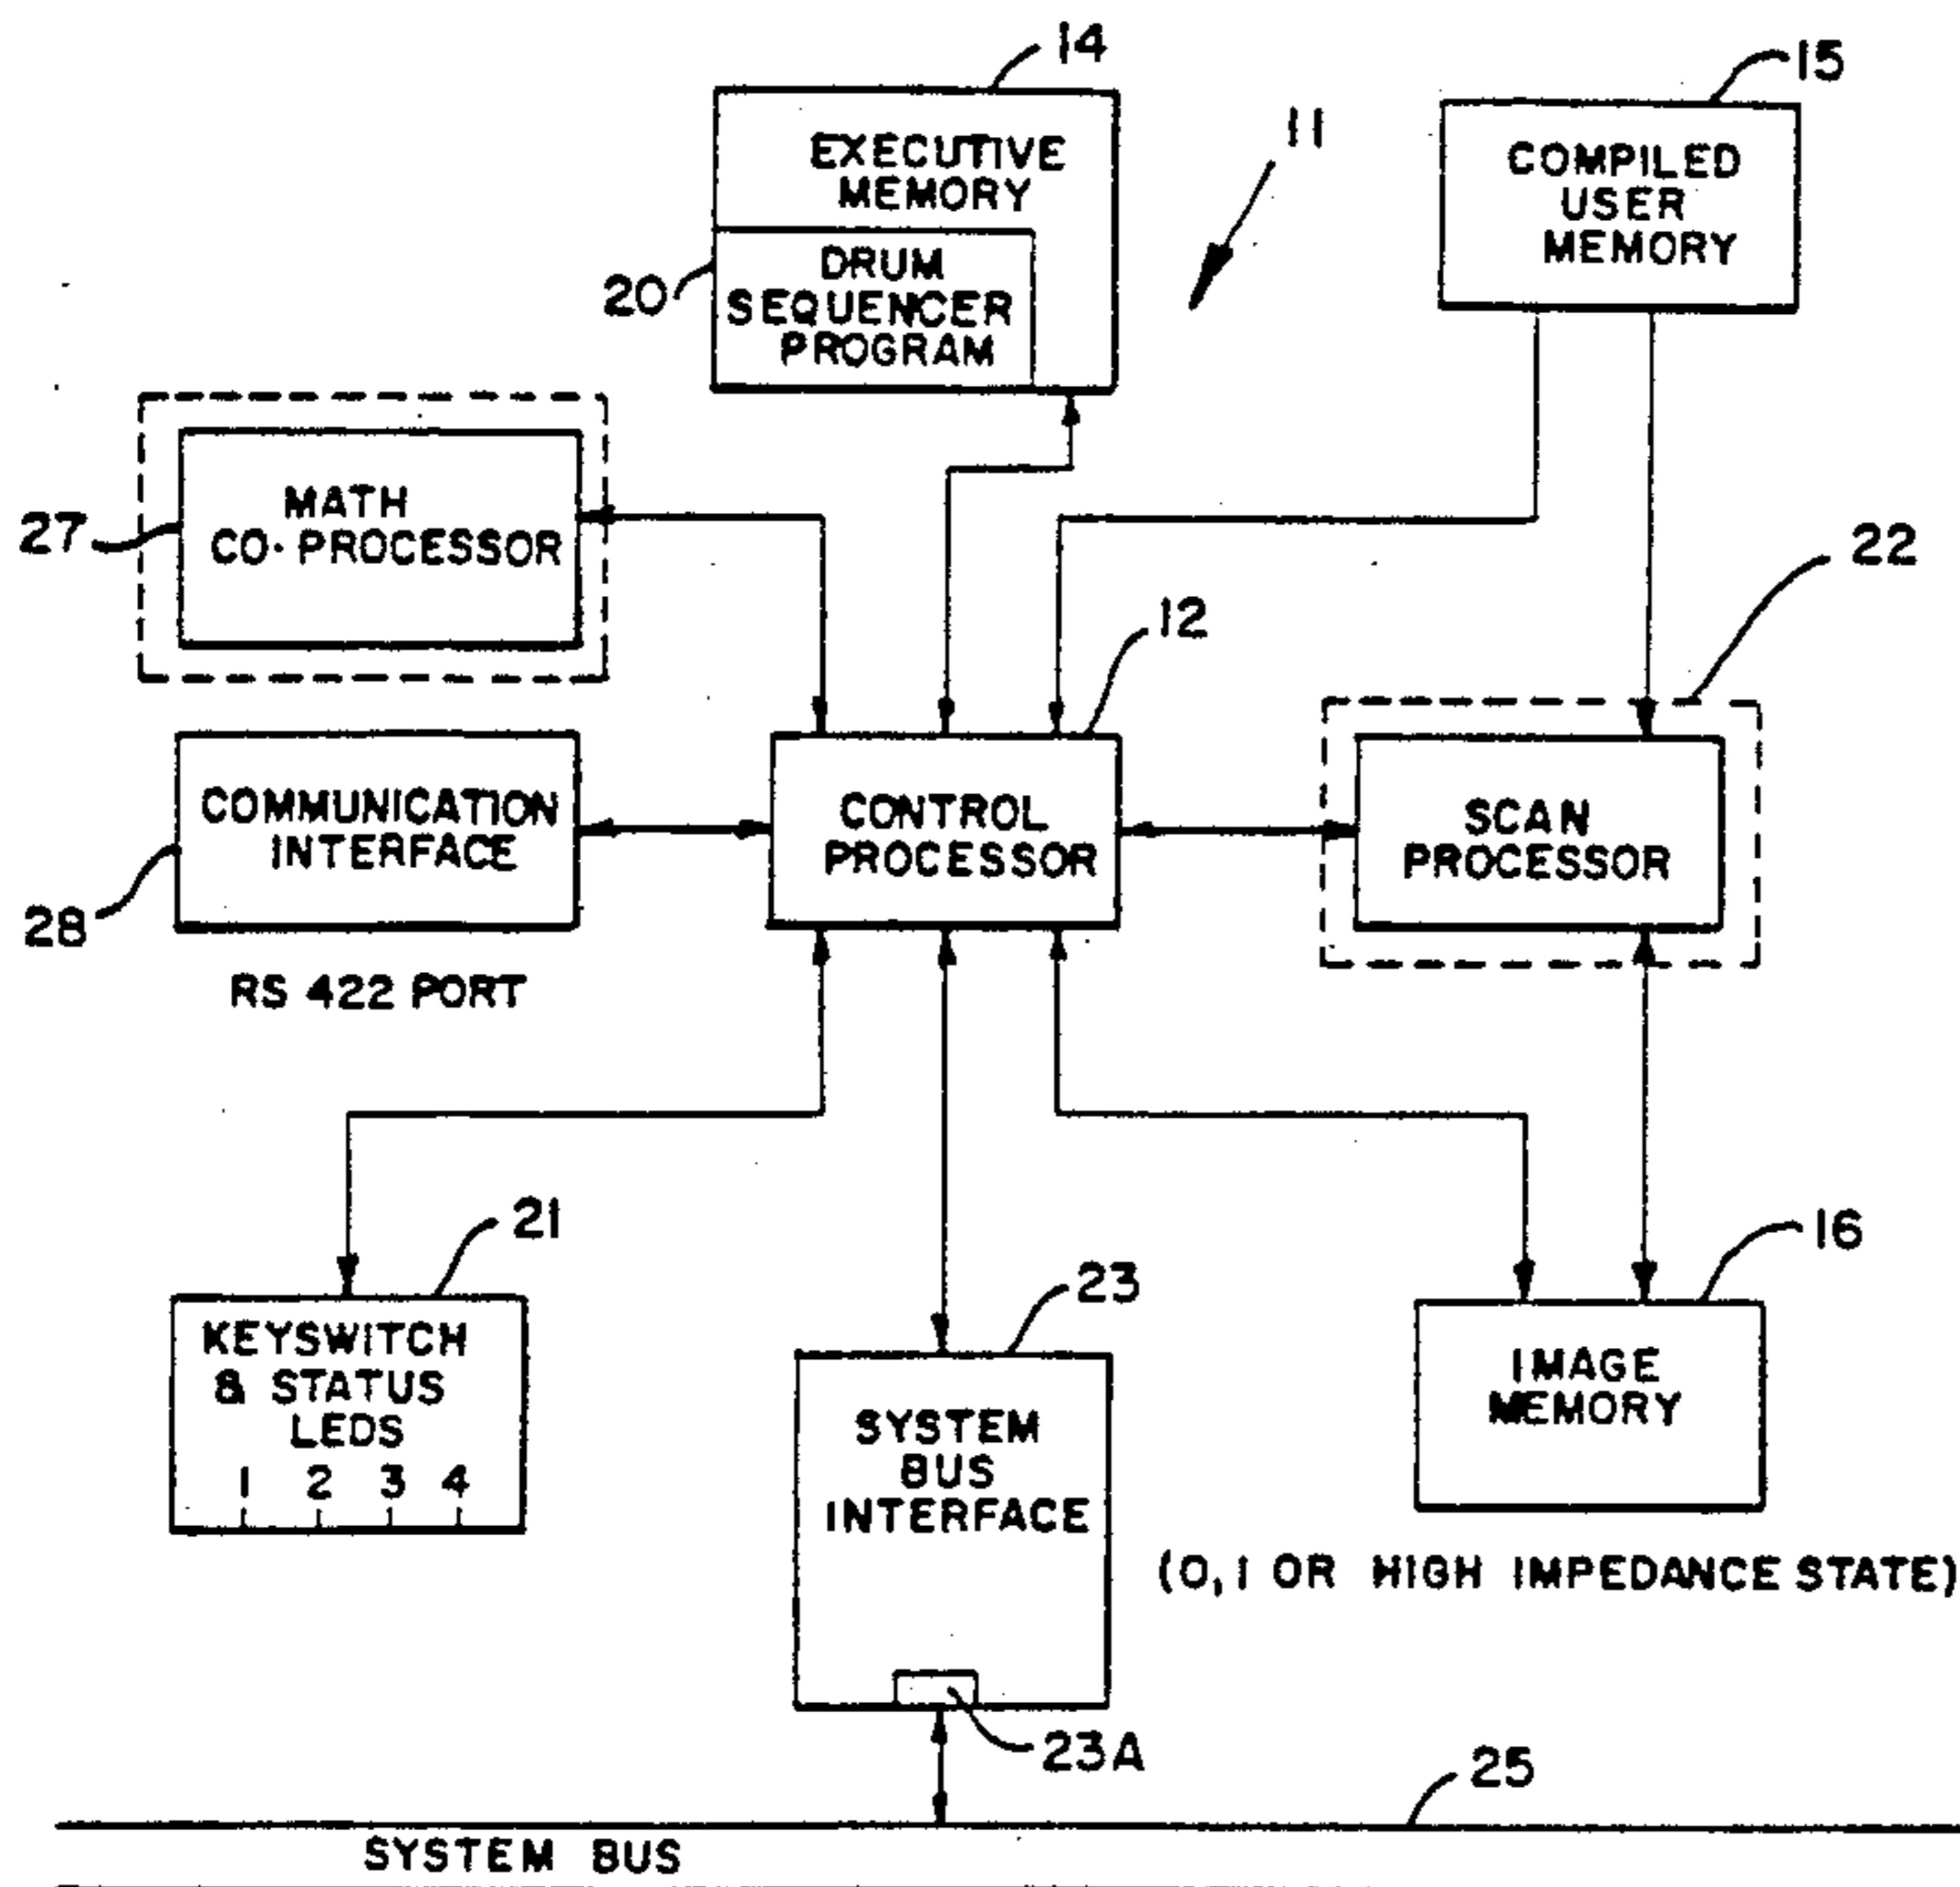 14
15
11
EXECUTIVE
MEMORY
COMPILED
USER
MEMORY
20
DRUM
SEQUENCER
PROGRAM
27
MATH
CO-PROCESSOR
22
12
COMMUNICATION
INTERFACE
CONTROL
PROCESSOR
SCAN
PROCESSOR
28
RS 422 PORT
21
23
16
KEYSWITCH
& STATUS
LEDS
1 2 3 4
SYSTEM
BUS
INTERFACE
IMAGE
MEMORY
(0,1 OR HIGH IMPEDANCE STATE)
23A
25
SYSTEM BUS